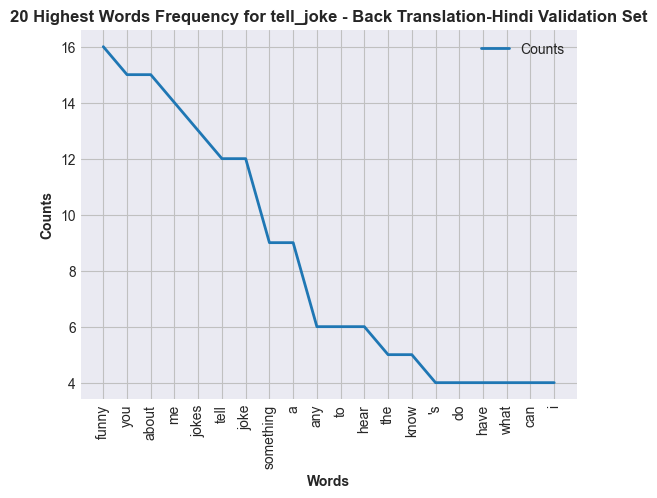 20 Highest Words Frequency for tell_joke - Back Translation-Hindi Validation Set
Counts
16
14
12
10
8
6
4
Counts
funny
you
about
me
jokes
tell
joke
something
a
any
to
hear
the
know
's
do
have
what
can
i
Words